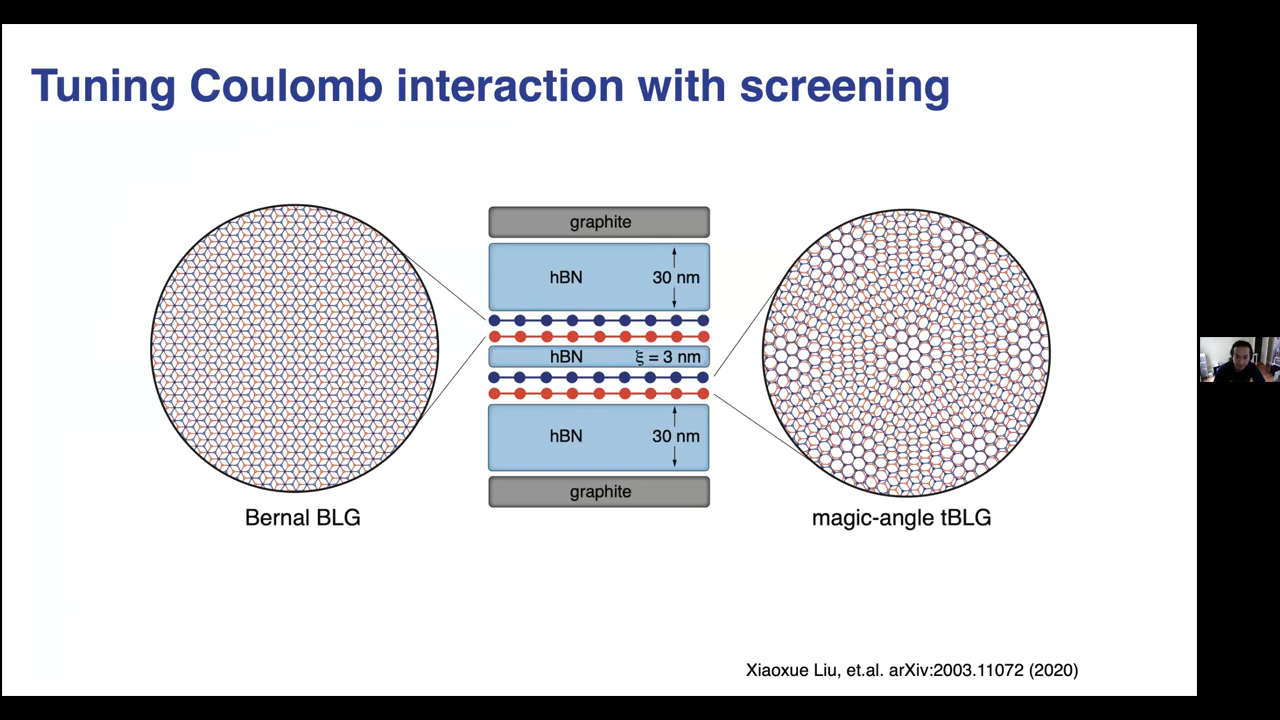 Tuning Coulomb interaction with screening
graphite
hBN 30 nm
hBN ξ = 3 nm
hBN 30 nm
graphite
Bernal BLG
magic-angle tBLG
Xiaoxue Liu, et.al. arXiv:2003.11072 (2020)